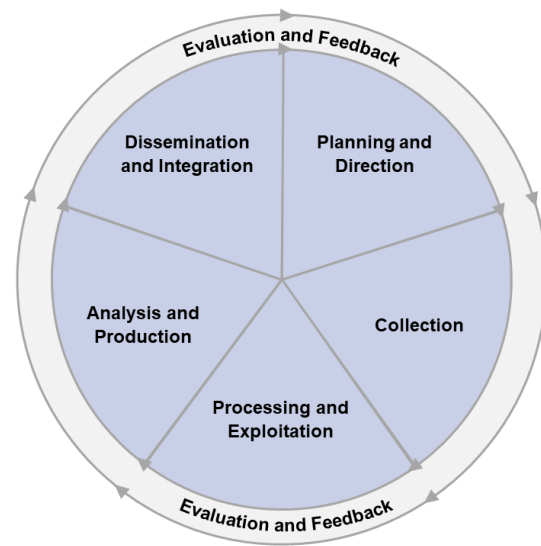 Evaluation and Feedback
Dissemination
and Integration
Planning and
Direction
Analysis and
Production
Collection
Processing and
Exploitation
Evaluation and Feedback